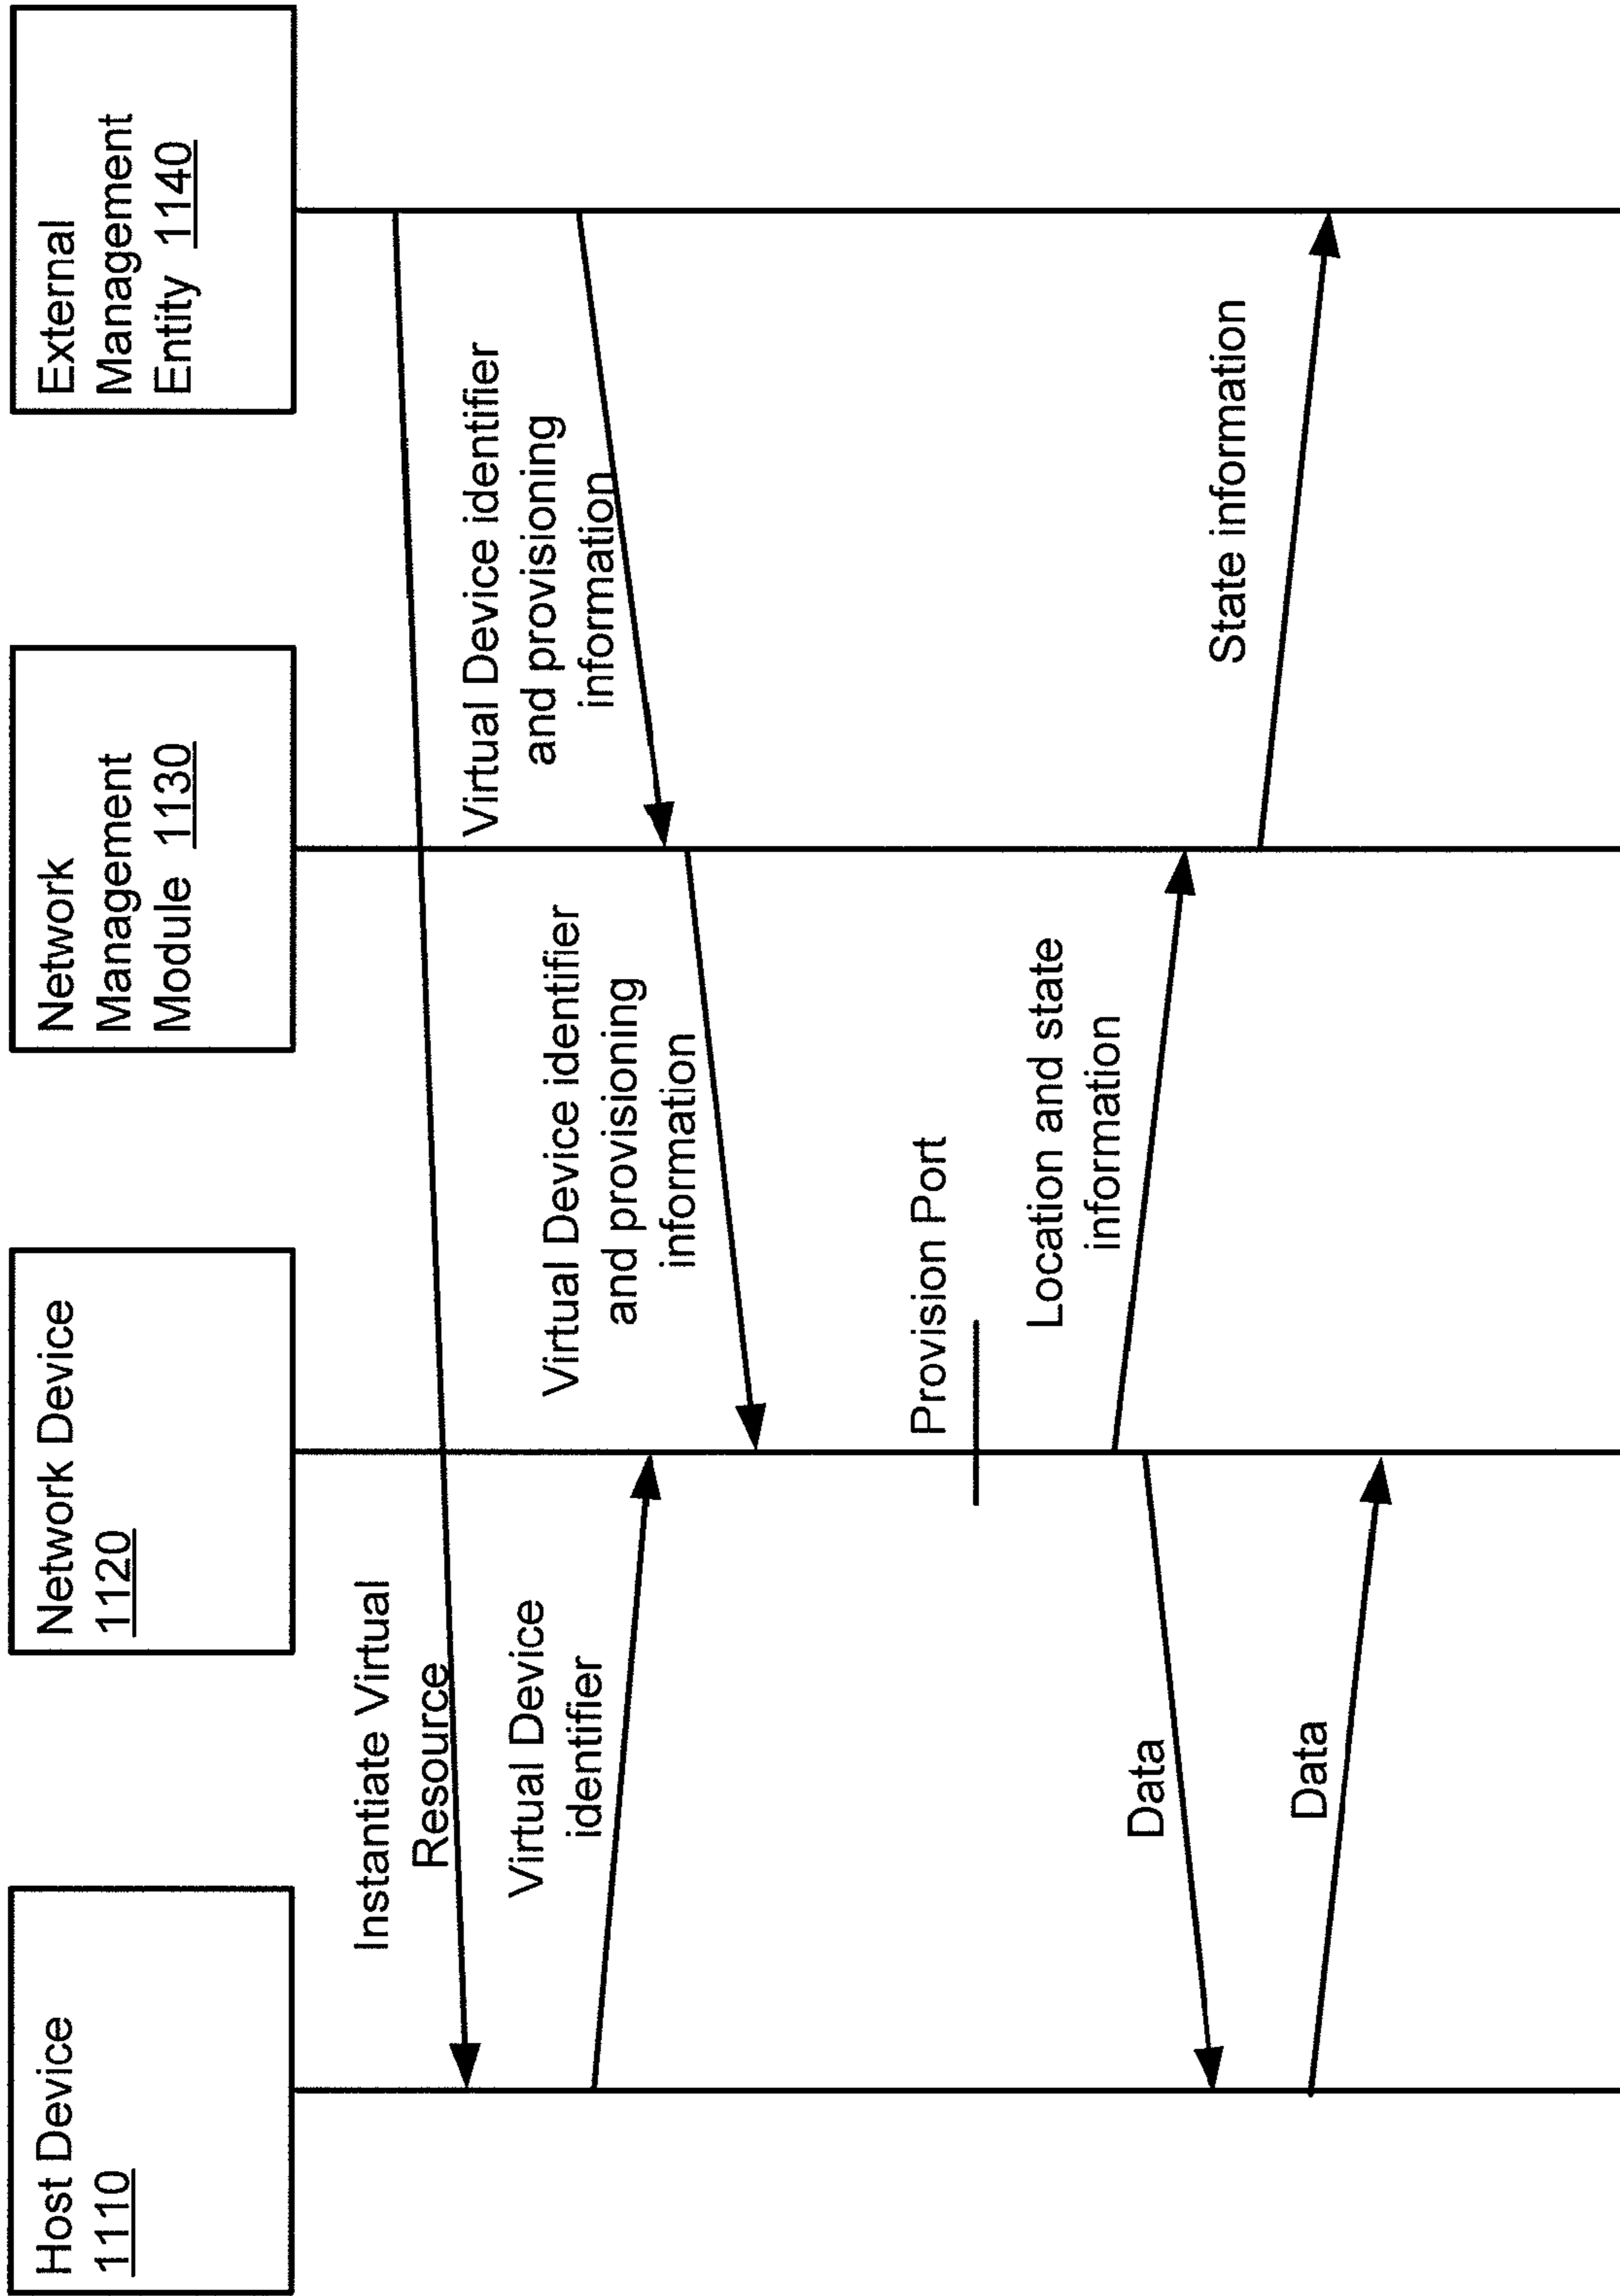 Host Device
1110
Network Device
1120
Network
Management
Module 1130
External
Management
Entity 1140
Instantiate Virtual
Resource
Virtual Device identifier
and provisioning
information
Virtual Device
identifier
Virtual Device identifier
and provisioning
information
Provision Port
Location and state
information
Data
State information
Data